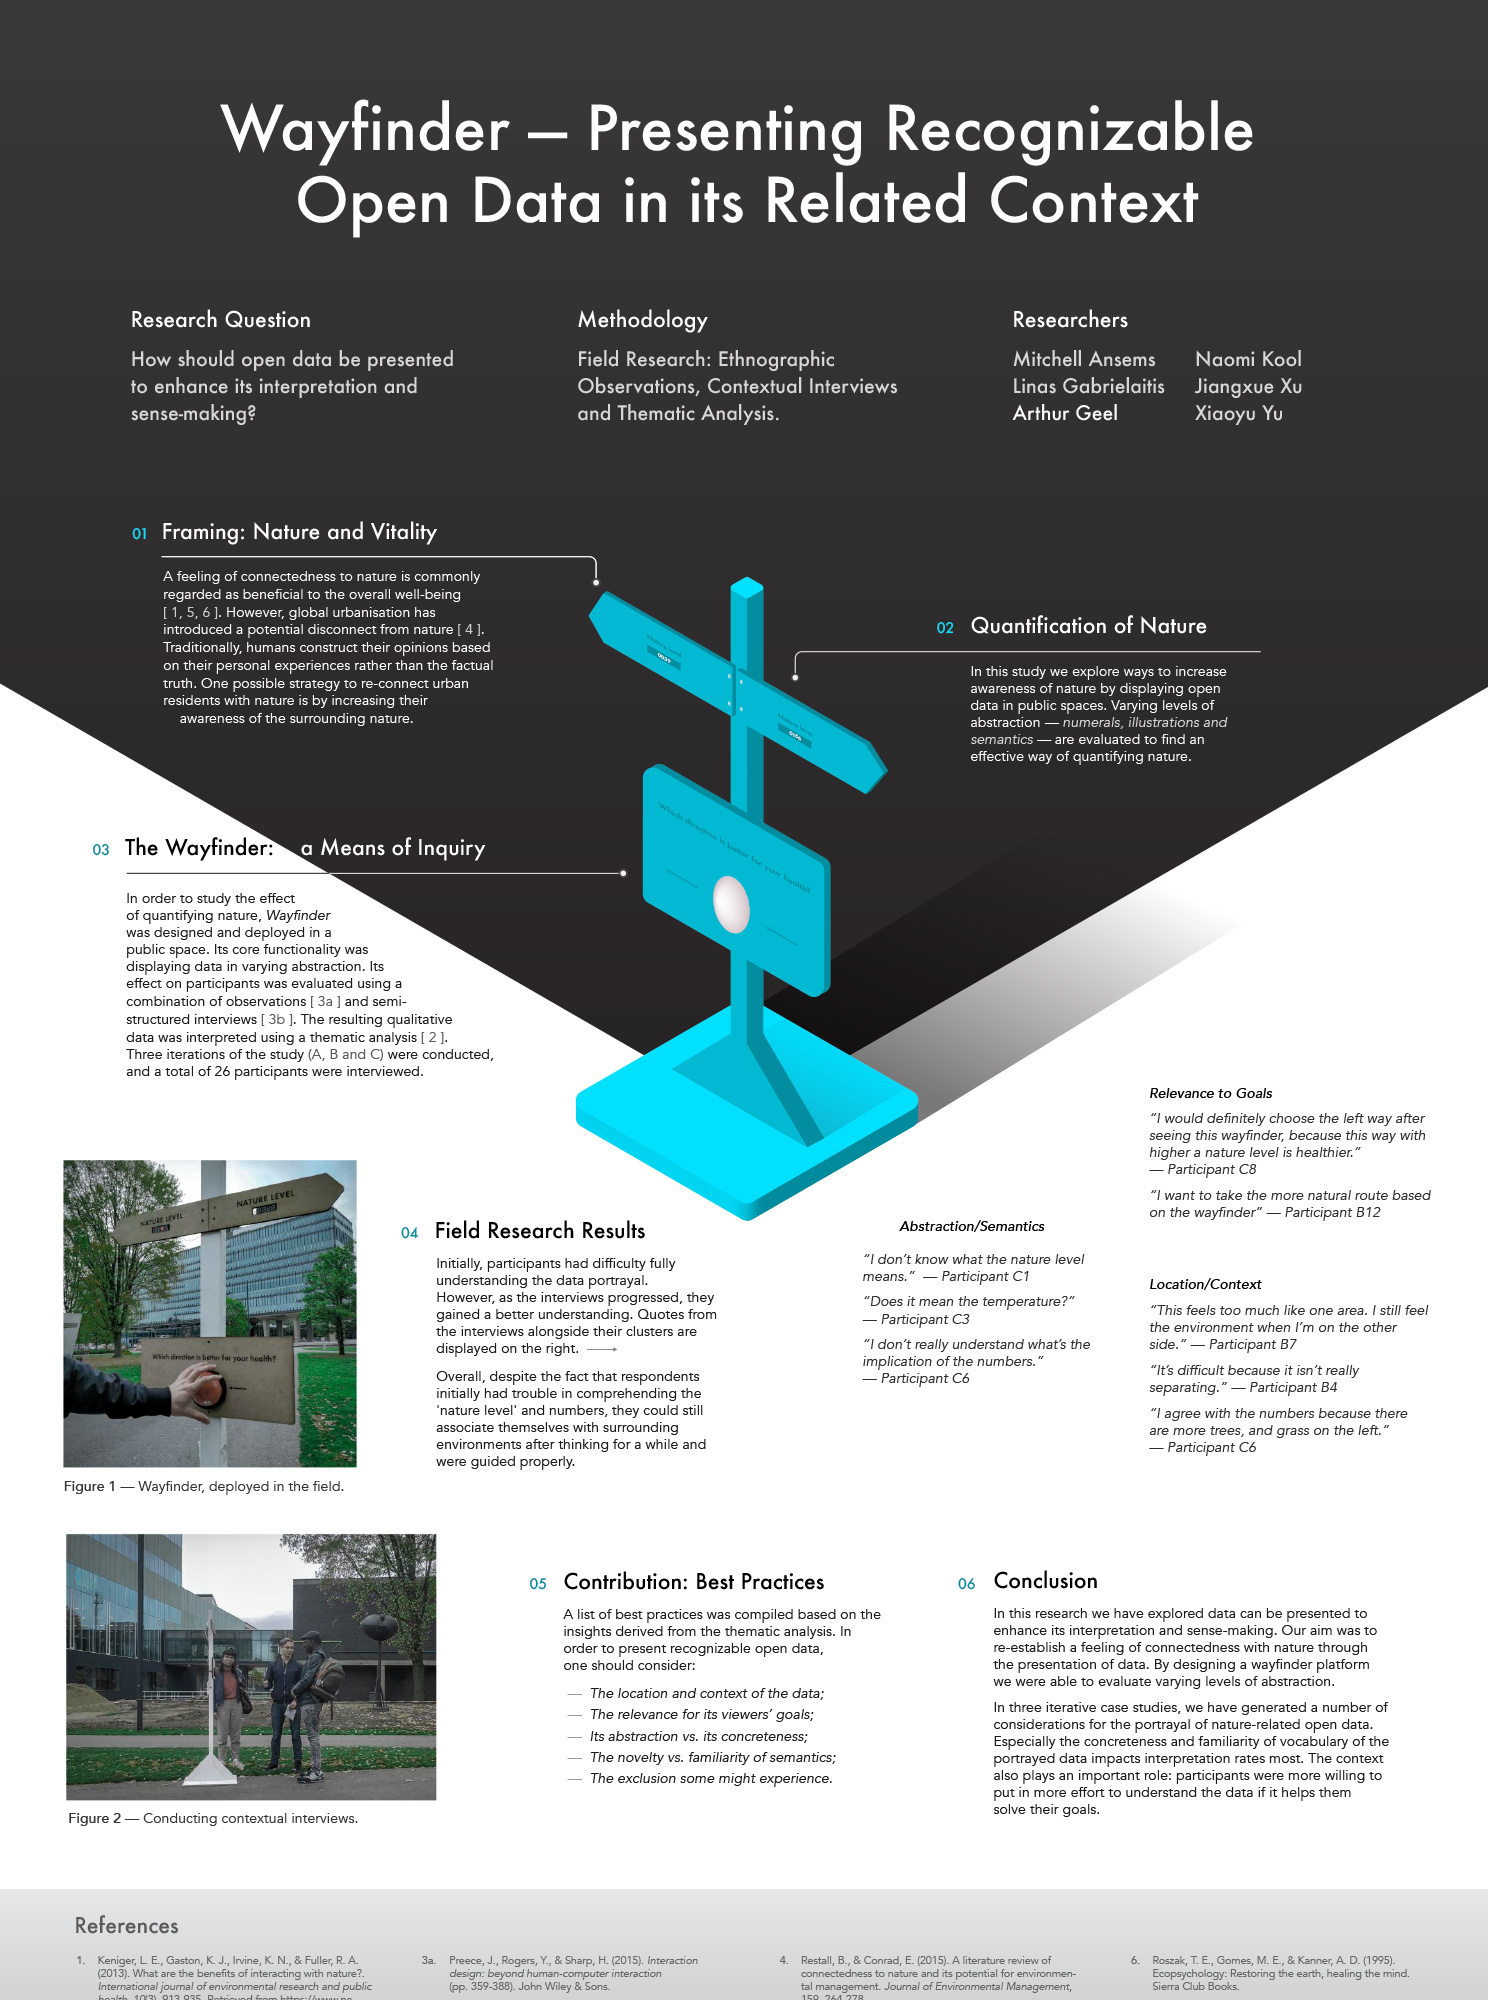 Wayfinder — Presenting Recognizable
Open Data in its Related Context
Research Question
How should open data be presented
to enhance its interpretation and
sense-making?
Methodology
Field Research: Ethnographic
Observations, Contextual Interviews
and Thematic Analysis.
Researchers
Mitchell Ansems
Linas Gabrielaitis
Arthur Geel
Naomi Kool
Jiangxue Xu
Xiaoyu Yu
01 Framing: Nature and Vitality
A feeling of connectedness to nature is commonly
regarded as beneficial to the overall well-being
[ 1, 5, 6 ]. However, global urbanisation has
introduced a potential disconnect from nature [ 4 ].
Traditionally, humans construct their opinions based
on their personal experiences rather than the factual
truth. One possible strategy to re-connect urban
residents with nature is by increasing their
awareness of the surrounding nature.
02 Quantification of Nature
In this study we explore ways to increase
awareness of nature by displaying open
data in public spaces. Varying levels of
abstraction — numerals, illustrations and
semantics — are evaluated to find an
effective way of quantifying nature.
Which direction is better for your health?
03 The Wayfinder: a Means of Inquiry
In order to study the effect
of quantifying nature, Wayfinder
was designed and deployed in a
public space. Its core functionality was
displaying data in varying abstraction. Its
effect on participants was evaluated using a
combination of observations [ 3a ] and semi-
structured interviews [ 3b ]. The resulting qualitative
data was interpreted using a thematic analysis [ 2 ].
Three iterations of the study (A, B and C) were conducted,
and a total of 26 participants were interviewed.
NATURE LEVEL
NATURE LEVEL
Which direction is better for your health?
Figure 1 — Wayfinder, deployed in the field.
04 Field Research Results
Initially, participants had difficulty fully
understanding the data portrayal.
However, as the interviews progressed, they
gained a better understanding. Quotes from
the interviews alongside their clusters are
displayed on the right.
Overall, despite the fact that respondents
initially had trouble in comprehending the
'nature level' and numbers, they could still
associate themselves with surrounding
environments after thinking for a while and
were guided properly.
Abstraction/Semantics
“I don’t know what the nature level
means.” — Participant C1
“Does it mean the temperature?”
— Participant C3
“I don’t really understand what’s the
implication of the numbers.”
— Participant C6
Relevance to Goals
“I would definitely choose the left way after
seeing this wayfinder, because this way with
higher a nature level is healthier.”
— Participant C8
“I want to take the more natural route based
on the wayfinder” — Participant B12
Location/Context
“This feels too much like one area. I still feel
the environment when I’m on the other
side.” — Participant B7
“It’s difficult because it isn’t really
separating.” — Participant B4
“I agree with the numbers because there
are more trees, and grass on the left.”
— Participant C6
Figure 2 — Conducting contextual interviews.
05 Contribution: Best Practices
A list of best practices was compiled based on the
insights derived from the thematic analysis. In
order to present recognizable open data,
one should consider:
— The location and context of the data;
— The relevance for its viewers’ goals;
— Its abstraction vs. its concreteness;
— The novelty vs. familiarity of semantics;
— The exclusion some might experience.
06 Conclusion
In this research we have explored data can be presented to
enhance its interpretation and sense-making. Our aim was to
re-establish a feeling of connectedness with nature through
the presentation of data. By designing a wayfinder platform
we were able to evaluate varying levels of abstraction.
In three iterative case studies, we have generated a number of
considerations for the portrayal of nature-related open data.
Especially the concreteness and familiarity of vocabulary of the
portrayed data impacts interpretation rates most. The context
also plays an important role: participants were more willing to
put in more effort to understand the data if it helps them
solve their goals.
References
1. Keniger, L. E., Gaston, K. J., Irvine, K. N., & Fuller, R. A.
(2013). What are the benefits of interacting with nature?.
International journal of environmental research and public
health, 10(3), 913-935. Retrieved from https://www.nc
3a. Preece, J., Rogers, Y., & Sharp, H. (2015). Interaction
design: beyond human-computer interaction
(pp. 359-388). John Wiley & Sons.
4. Restall, B., & Conrad, E. (2015). A literature review of
connectedness to nature and its potential for environmen-
tal management. Journal of Environmental Management,
159, 264-278.
6. Roszak, T. E., Gomes, M. E., & Kanner, A. D. (1995).
Ecopsychology: Restoring the earth, healing the mind.
Sierra Club Books.